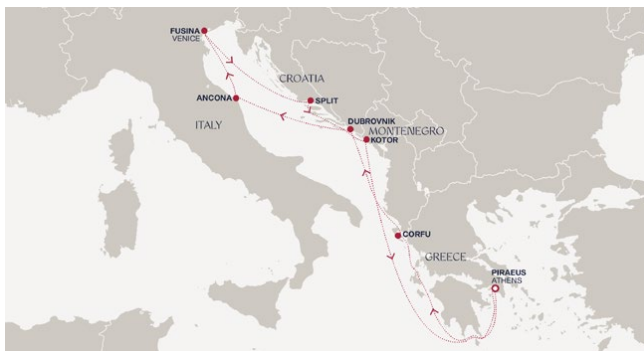 FUSINA
VENICE
CROATIA
ANCONA
SPLIT
ITALY
DUBROVNIK
MONTENEGRO
KOTOR
CORFU
GREECE
PIRAEUS
ATHENS